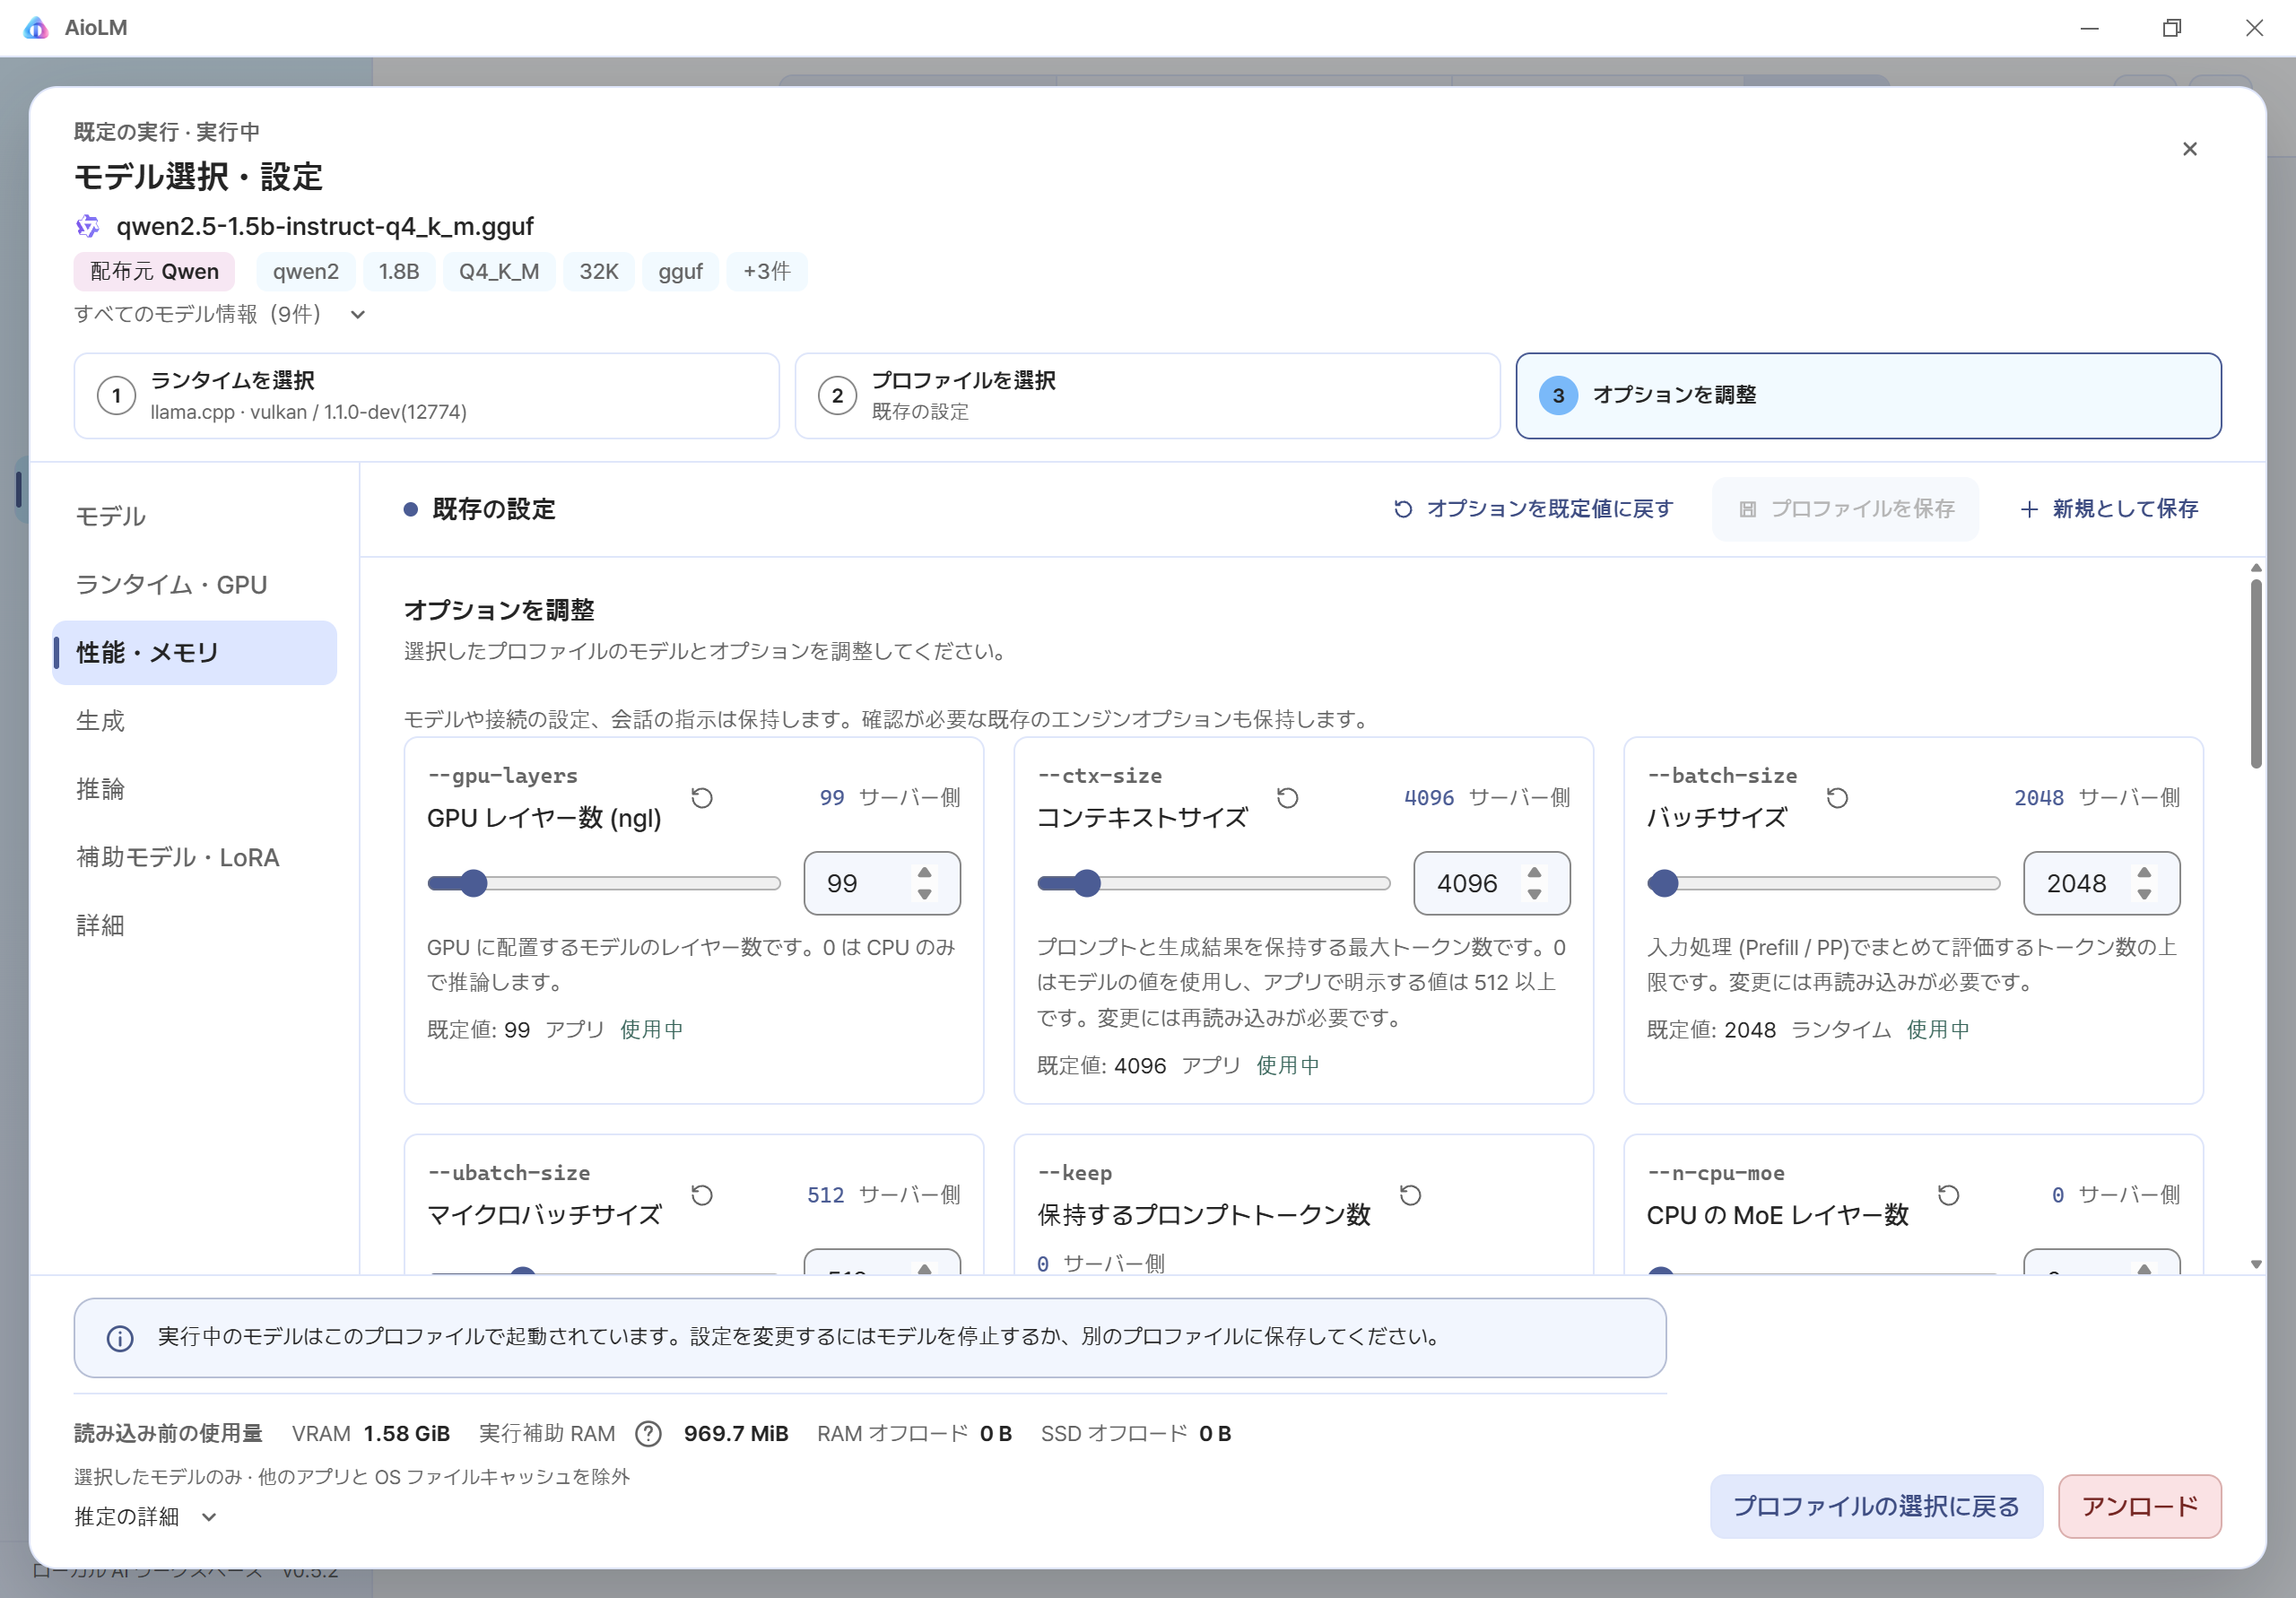 AioLM
既定の実行 · 実行中
モデル選択・設定
qwen2.5-1.5b-instruct-q4_k_m.gguf
配布元 Qwen qwen2 1.8B Q4_K_M 32K gguf +3件
すべてのモデル情報（9件）
1 ランタイムを選択
llama.cpp · vulkan / 1.1.0-dev(12774)
2 プロファイルを選択
既存の設定
3 オプションを調整
モデル
ランタイム・GPU
性能・メモリ
生成
推論
補助モデル・LoRA
詳細
既存の設定
オプションを既定値に戻す
プロファイルを保存
新規として保存
オプションを調整
選択したプロファイルのモデルとオプションを調整してください。
モデルや接続の設定、会話の指示は保持します。確認が必要な既存のエンジンオプションも保持します。
--gpu-layers
GPU レイヤー数 (ngl)
99 サーバー側
99
GPU に配置するモデルのレイヤー数です。0 は CPU のみ
で推論します。
既定値: 99 アプリ 使用中
--ctx-size
コンテキストサイズ
4096 サーバー側
4096
プロンプトと生成結果を保持する最大トークン数です。0
はモデルの値を使用し、アプリで明示する値は 512 以上
です。変更には再読み込みが必要です。
既定値: 4096 アプリ 使用中
--batch-size
バッチサイズ
2048 サーバー側
2048
入力処理 (Prefill / PP)でまとめて評価するトークン数の上
限です。変更には再読み込みが必要です。
既定値: 2048 ランタイム 使用中
--ubatch-size
マイクロバッチサイズ
512 サーバー側
512
--keep
保持するプロンプトトークン数
0 サーバー側
--n-cpu-moe
CPU の MoE レイヤー数
0 サーバー側
実行中のモデルはこのプロファイルで起動されています。設定を変更するにはモデルを停止するか、別のプロファイルに保存してください。
読み込み前の使用量 VRAM 1.58 GiB 実行補助 RAM ? 969.7 MiB RAM オフロード 0 B SSD オフロード 0 B
選択したモデルのみ · 他のアプリと OS ファイルキャッシュを除外
推定の詳細
プロファイルの選択に戻る
アンロード
ローカル AI ワークスペース v0.5.2